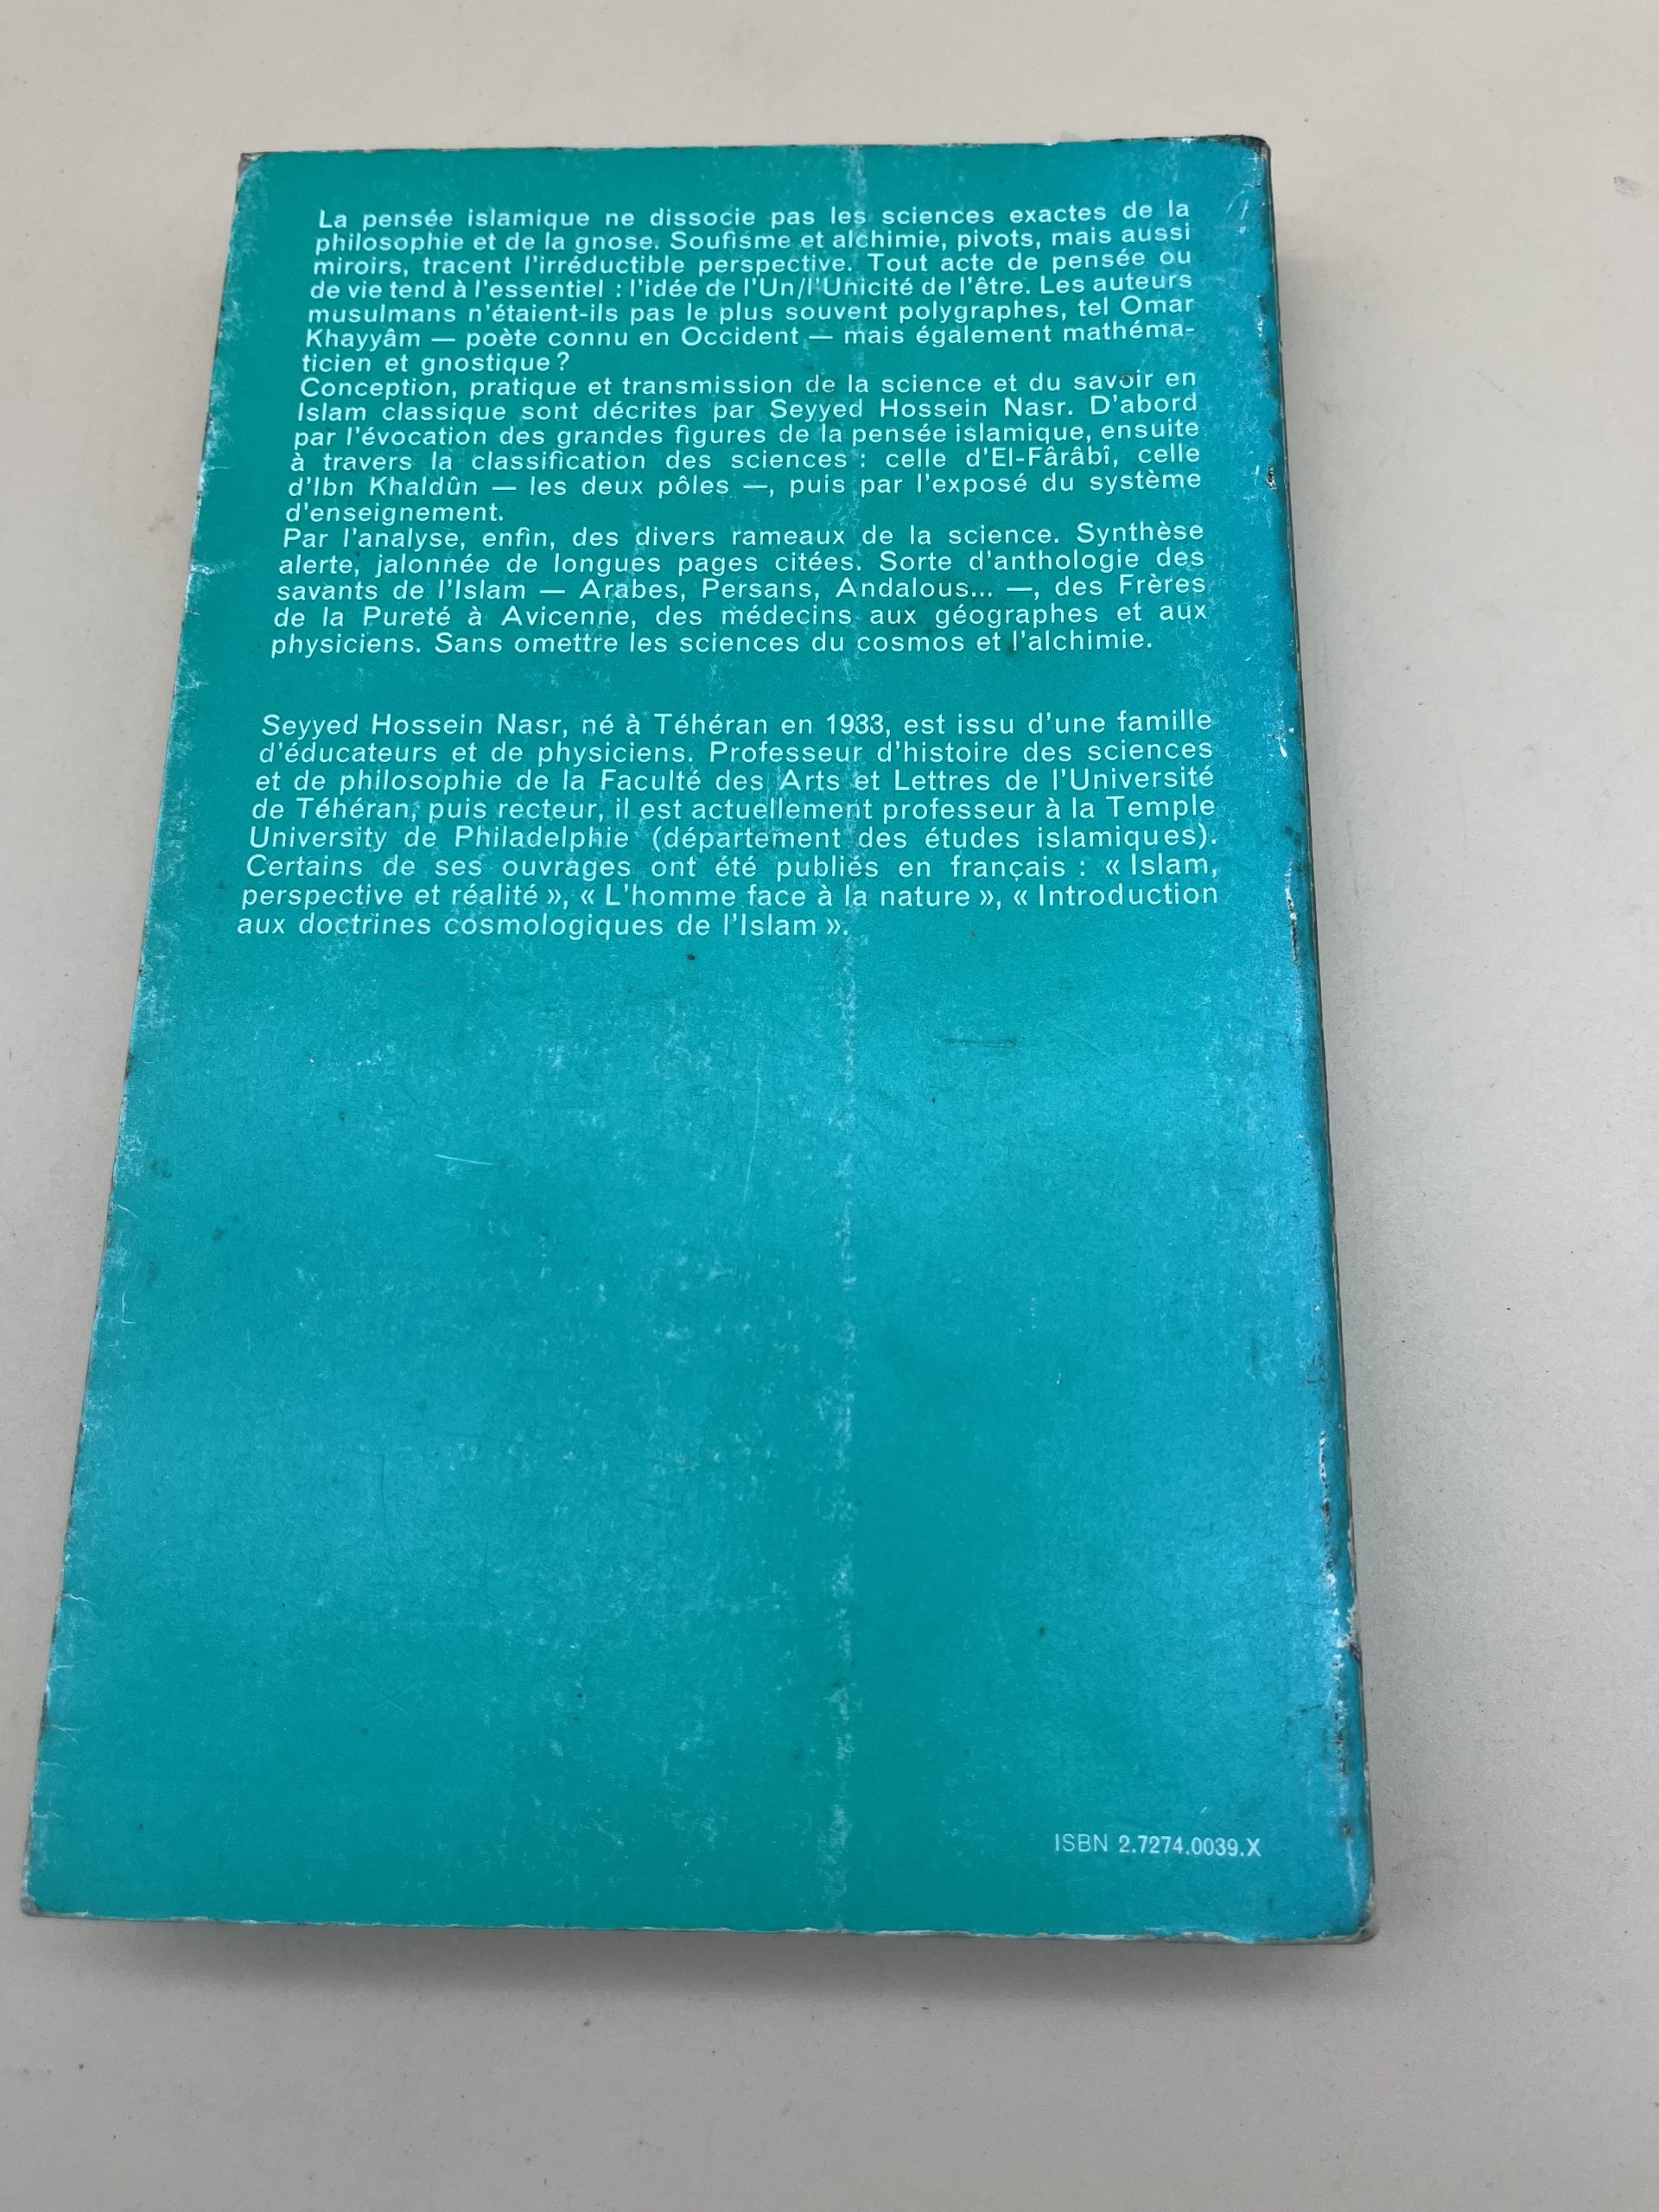 La pensée islamique ne dissocie pas les sciences exactes de la
philosophie et de la gnose. Soufisme et alchimie, pivots, mais aussi
miroirs, tracent l'irréductible perspective. Tout acte de pensée ou
de vie tend à l'essentiel : l'idée de l'Un/l'Unicité de l'être. Les auteurs
musulmans n'étaient-ils pas le plus souvent polygraphes, tel Omar
Khayyâm — poète connu en Occident — mais également mathéma-
ticien et gnostique ?
Conception, pratique et transmission de la science et du savoir en
Islam classique sont décrites par Seyyed Hossein Nasr. D'abord
par l'évocation des grandes figures de la pensée islamique, ensuite
à travers la classification des sciences : celle d'El-Fârâbî, celle
d'Ibn Khaldûn — les deux pôles —, puis par l'exposé du système
d'enseignement.
Par l'analyse, enfin, des divers rameaux de la science. Synthèse
alerte, jalonnée de longues pages citées. Sorte d'anthologie des
savants de l'Islam — Arabes, Persans, Andalous... —, des Frères
de la Pureté à Avicenne, des médecins aux géographes et aux
physiciens. Sans omettre les sciences du cosmos et l'alchimie.
Seyyed Hossein Nasr, né à Téhéran en 1933, est issu d'une famille
d'éducateurs et de physiciens. Professeur d'histoire des sciences
et de philosophie de la Faculté des Arts et Lettres de l'Université
de Téhéran, puis recteur, il est actuellement professeur à la Temple
University de Philadelphie (département des études islamiques).
Certains de ses ouvrages ont été publiés en français : « Islam,
perspective et réalité », « L'homme face à la nature », « Introduction
aux doctrines cosmologiques de l'Islam ».
ISBN 2.7274.0039.X